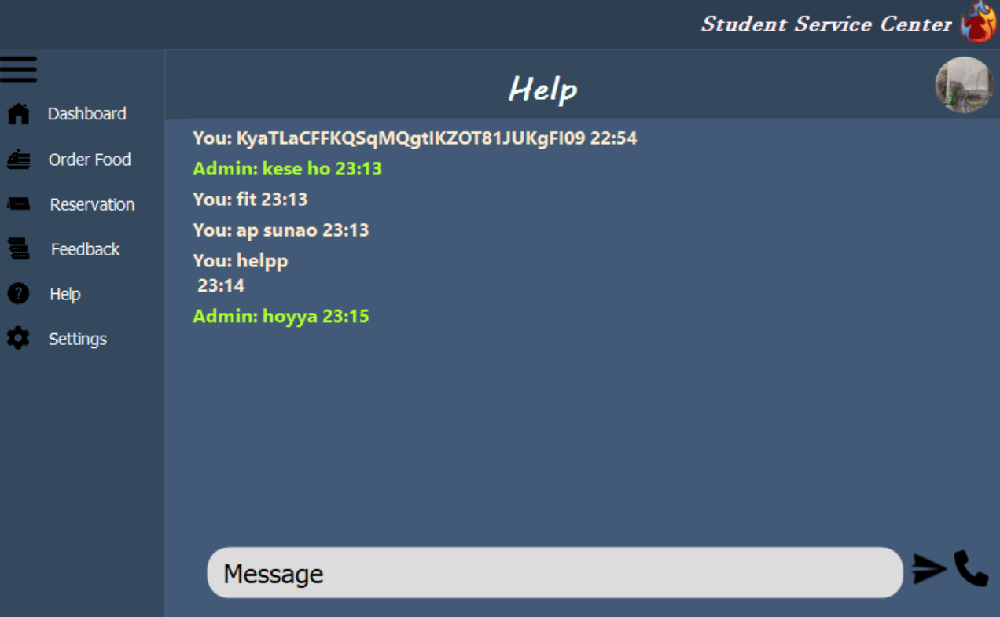 Student Service Center
Help
Dashboard
Order Food
Reservation
Feedback
Help
Settings
You: KyaTLaCFFKQSqMQgtIKZOT81JUKgFI09 22:54
Admin: kese ho 23:13
You: fit 23:13
You: ap sunao 23:13
You: helpp
23:14
Admin: hoyya 23:15
Message